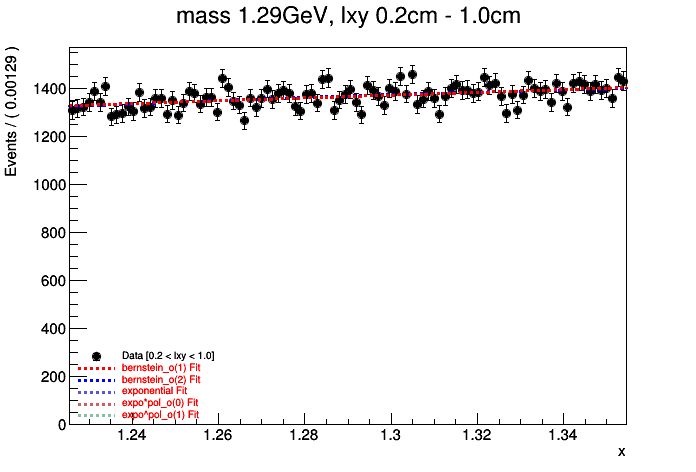 mass 1.29GeV, lxy 0.2cm - 1.0cm
Events / ( 0.00129 )
1400
1200
1000
800
600
400
200
0
Data [0.2 < lxy < 1.0]
bernstein_o(1) Fit
bernstein_o(2) Fit
exponential Fit
expo*pol_o(0) Fit
expo^pol_o(1) Fit
1.24
1.26
1.28
1.3
1.32
1.34
x